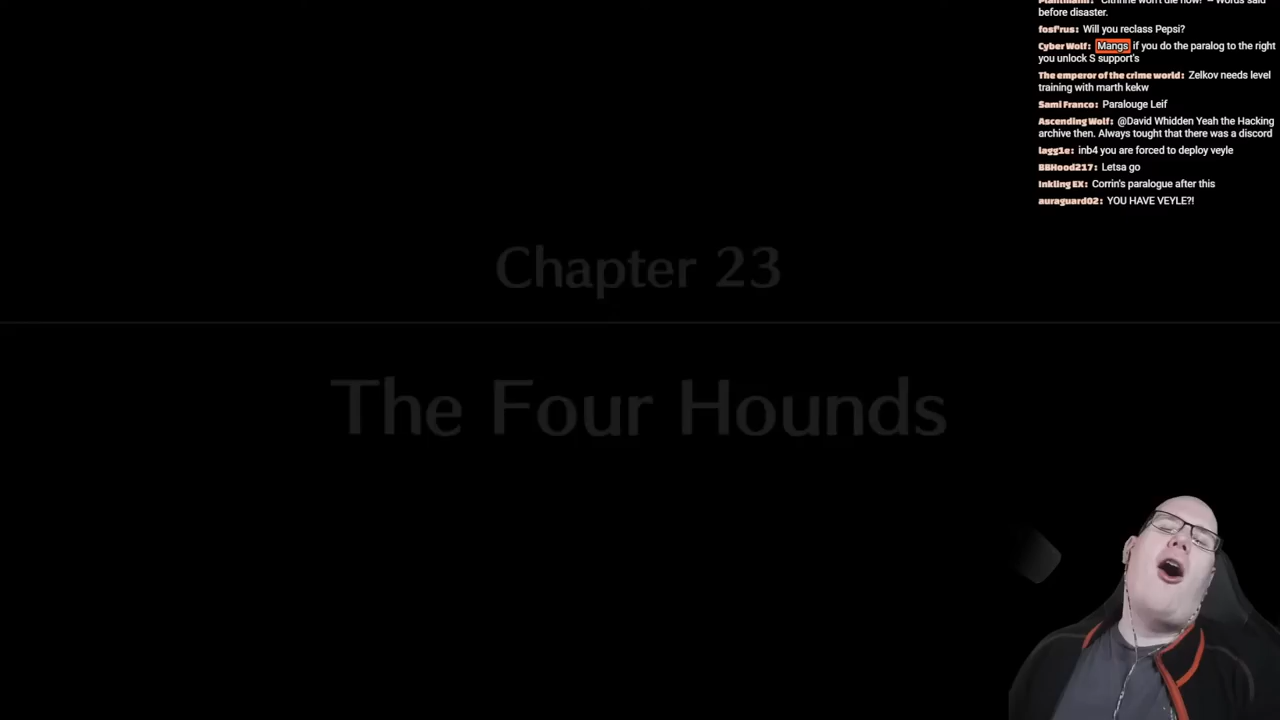 before disaster.
fosf*rus: Will you reclass Pepsi?
Cyber Wolf: Mangs if you do the paralog to the right
you unlock S support's
The emperor of the crime world: Zelkov needs level
training with marth kekw
Sami Franco: Paralouge Leif
Ascending Wolf: @David Whidden Yeah the Hacking
archive then. Always tought that there was a discord
lagg1e: inb4 you are forced to deploy veyle
BBHood217: Letsa go
Inkling EX: Corrin's paralogue after this
auraguard02: YOU HAVE VEYLE?!
Chapter 23
The Four Hounds